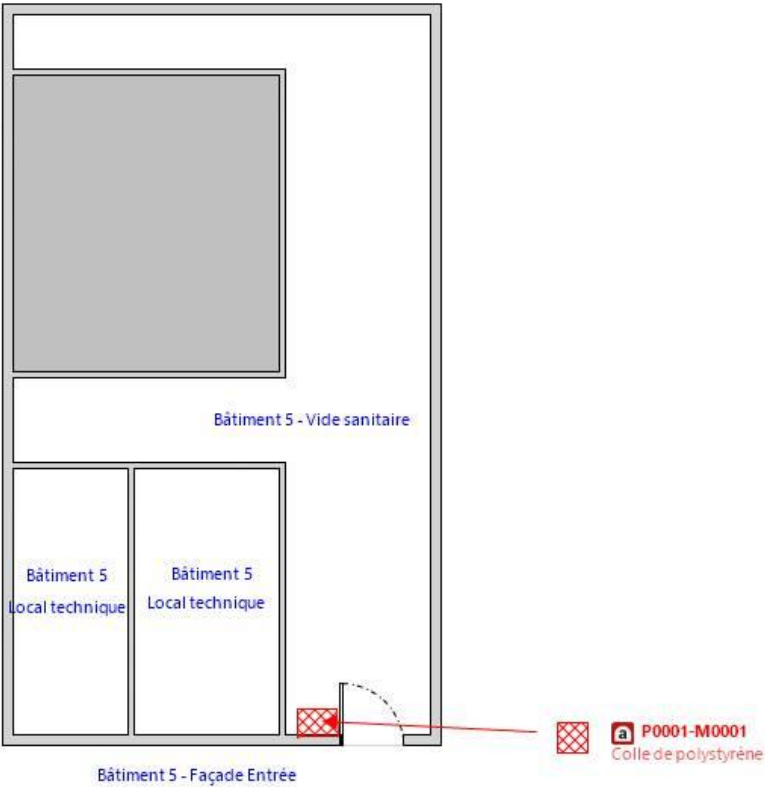 Bâtiment 5 - Vide sanitaire
Bâtiment 5
Local technique
Bâtiment 5
Local technique
a P0001-M0001
Colle de polystyrène
Bâtiment 5 - Façade Entrée